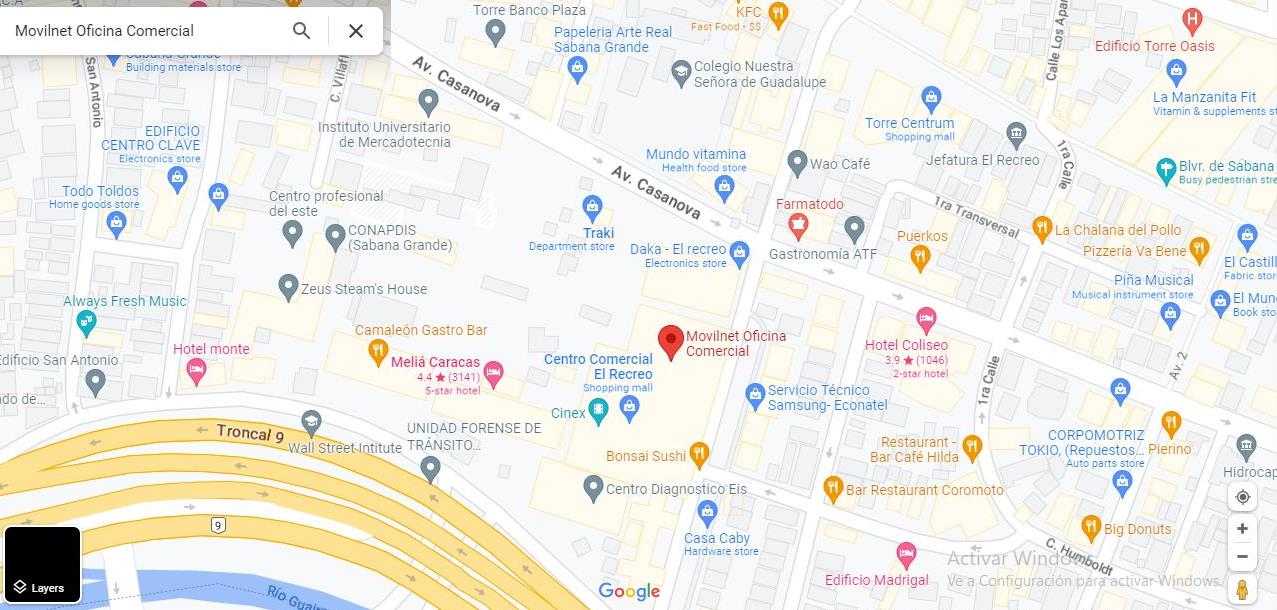 Movilnet Oficina Comercial
Torre Banco Plaza
KFC
Fast Food · $$
Edificio Torre Oasis
Calle Los Apar
Sabana Grande
Building materials store
Papeleria Arte Real
Sabana Grande
Av. Casanova
San Antonio
C. Villafl
Colegio Nuestra
Señora de Guadalupe
La Manzanita Fit
Vitamin & supplements st
Torre Centrum
Shopping mall
Instituto Universitario
de Mercadotecnia
EDIFICIO
CENTRO CLAVE
Electronics store
Jefatura El Recreo
1ra Calle
Mundo vitamina
Health food store
Wao Café
Blvr. de Sabana
Busy pedestrian stre
Av. Casanova
Todo Toldos
Home goods store
Centro profesional
del este
Farmatodo
1ra Transversal
CONAPDIS
(Sabana Grande)
Traki
Department store
Daka - El recreo
Electronics store
Gastronomía ATF
Puerkos
La Chalana del Pollo
Pizzería Va Bene
El Castill
Fabric store
Zeus Steam's House
Piña Musical
Musical instrument store
El Mun
Book sto
Always Fresh Music
Camaleón Gastro Bar
Movilnet Oficina
Comercial
Hotel monte
Hotel Coliseo
3.9 ★ (1046)
2-star hotel
Edificio San Antonio
Meliá Caracas
4.4 ★ (3141)
5-star hotel
Centro Comercial
El Recreo
Shopping mall
1ra Calle
Av. 2
do de...
Cinex
Servicio Técnico
Samsung- Econatel
Troncal 9
Wall Street Intitute
UNIDAD FORENSE DE
TRÁNSITO...
Bonsai Sushi
Restaurant -
Bar Café Hilda
CORPOMOTRIZ
TOKIO, (Repuestos...
Auto parts store
Pierino
Hidrocap
Centro Diagnostico Eis
Bar Restaurant Coromoto
9
Casa Caby
Hardware store
Big Donuts
C. Humboldt
Edificio Madrigal
Activar Windows
Ve a Configuración para activar Windows.
Layers
Río Guair
Google